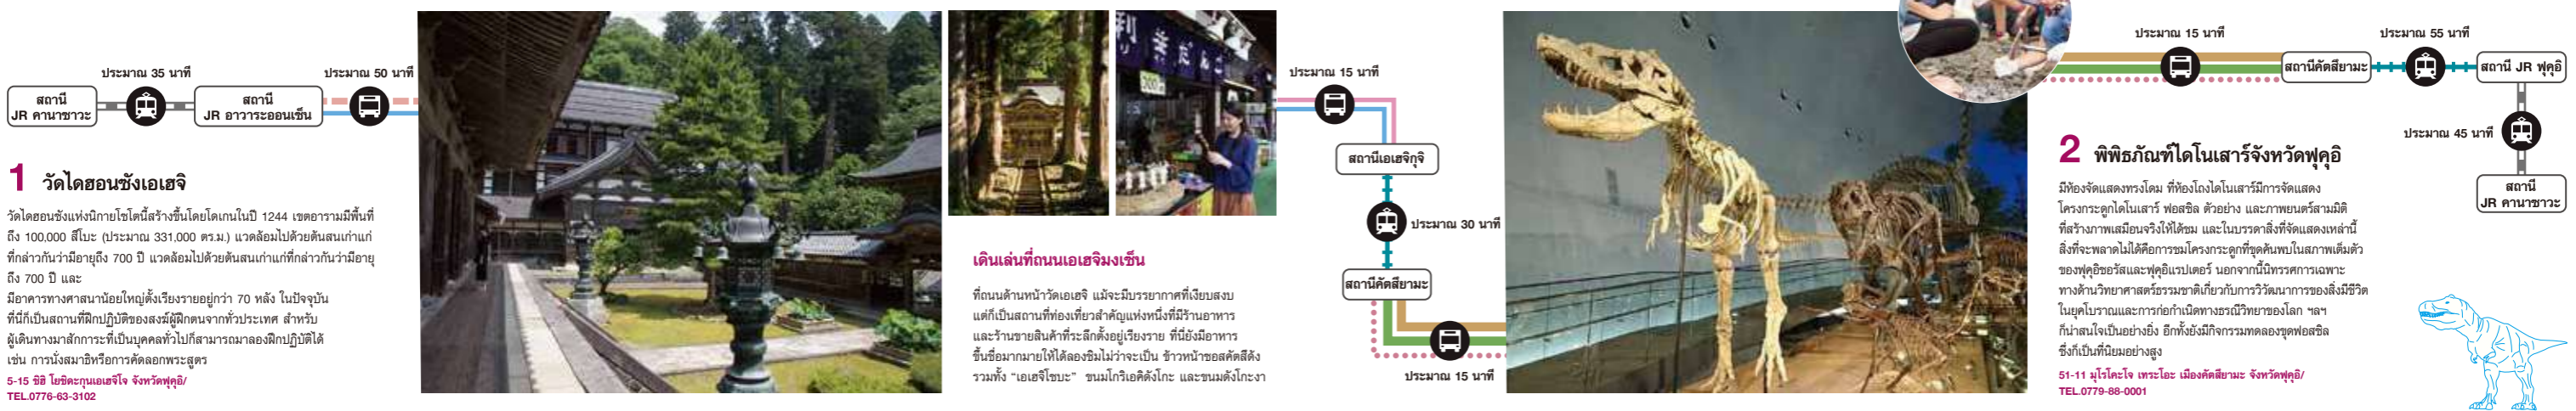 ประมาณ 35 นาที
ประมาณ 50 นาที
สถานี
JR คานาซาวะ
สถานี
JR อาวาระออนเซ็น
1 วัดไดฮอนซังเอเฮจิ
วัดไดฮอนซังแห่งนิกายโซโตนี้สร้างขึ้นโดยโดเกนในปี 1244 เขตอารามมีพื้นที่
ถึง 100,000 สึโบะ (ประมาณ 331,000 ตร.ม.) แวดล้อมไปด้วยต้นสนเก่าแก่
ที่กล่าวกันว่ามีอายุถึง 700 ปี แวดล้อมไปด้วยต้นสนเก่าแก่ที่กล่าวกันว่ามีอายุ
ถึง 700 ปี และ
มีอาคารทางศาสนาน้อยใหญ่ตั้งเรียงรายอยู่กว่า 70 หลัง ในปัจจุบัน
ที่นี่ก็เป็นสถานที่ฝึกปฏิบัติของสงฆ์ผู้ฝึกตนจากทั่วประเทศ สำหรับ
ผู้เดินทางมาสักการะที่เป็นบุคคลทั่วไปก็สามารถมาลองฝึกปฏิบัติได้
เช่น การนั่งสมาธิหรือการคัดลอกพระสูตร
5-15 ชิฮิ โยชิดะกุนเอเฮจิโจ จังหวัดฟุคุอิ/
TEL.0776-63-3102
เดินเล่นที่ถนนเอเฮจิมงเซ็น
ที่ถนนด้านหน้าวัดเอเฮจิ แม้จะมีบรรยากาศที่เงียบสงบ
แต่ก็เป็นสถานที่ท่องเที่ยวสำคัญแห่งหนึ่งที่มีร้านอาหาร
และร้านขายสินค้าที่ระลึกตั้งอยู่เรียงราย ที่นี่ยังมีอาหาร
ขึ้นชื่อมากมายให้ได้ลองชิมไม่ว่าจะเป็น ข้าวหน้าซอสคัตสึด้ง
รวมทั้ง “เอเฮจิโซบะ” ขนมโกริเอคิดังโกะ และขนมดังโกะงา
ประมาณ 15 นาที
สถานีเอเฮจิกุจิ
ประมาณ 30 นาที
สถานีคัตสึยามะ
ประมาณ 15 นาที
ประมาณ 15 นาที
สถานีคัตสึยามะ
ประมาณ 55 นาที
สถานี JR ฟุคุอิ
ประมาณ 45 นาที
สถานี
JR คานาซาวะ
2 พิพิธภัณฑ์ไดโนเสาร์จังหวัดฟุคุอิ
มีห้องจัดแสดงทรงโดม ที่ห้องโถงไดโนเสาร์มีการจัดแสดง
โครงกระดูกไดโนเสาร์ ฟอสซิล ตัวอย่าง และภาพยนตร์สามมิติ
ที่สร้างภาพเสมือนจริงให้ได้ชม และในบรรดาสิ่งที่จัดแสดงเหล่านี้
สิ่งที่จะพลาดไม่ได้คือการชมโครงกระดูกที่ขุดค้นพบในสภาพเต็มตัว
ของฟุคุอิซอรัสและฟุคุอิแรปเตอร์ นอกจากนี้นิทรรศการเฉพาะ
ทางด้านวิทยาศาสตร์ธรรมชาติเกี่ยวกับการวิวัฒนาการของสิ่งมีชีวิต
ในยุคโบราณและการก่อกำเนิดทางธรณีวิทยาของโลก ฯลฯ
ก็น่าสนใจเป็นอย่างยิ่ง อีกทั้งยังมีกิจกรรมทดลองขุดฟอสซิล
ซึ่งก็เป็นที่นิยมอย่างสูง
51-11 มุโรโคะโจ เทระโอะ เมืองคัตสึยามะ จังหวัดฟุคุอิ/
TEL.0779-88-0001